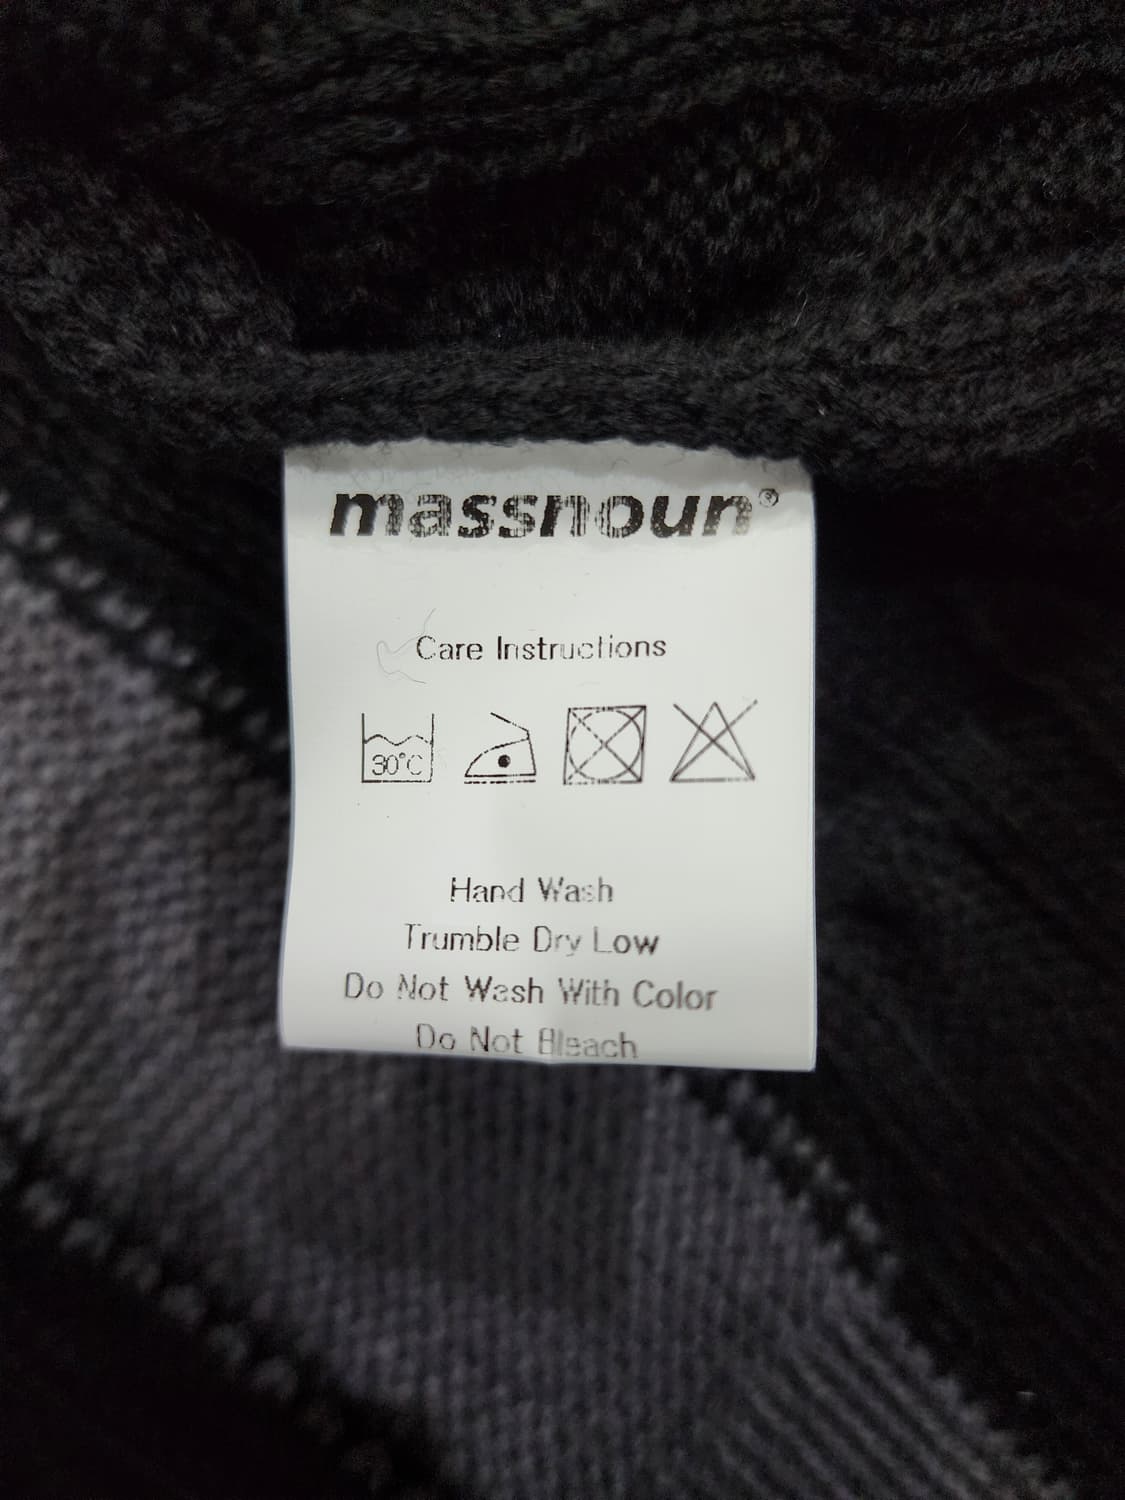 massnoun®
Care Instructions
30°C
Hand Wash
Trumble Dry Low
Do Not Wash With Color
Do Not Bleach